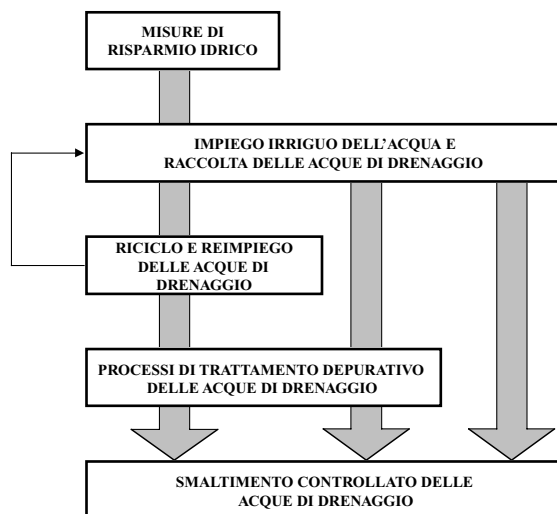 MISURE DI
RISPARMIO IDRICO
IMPIEGO IRRIGUO DELL'ACQUA E
RACCOLTA DELLE ACQUE DI DRENAGGIO
RICICLO E REIMPIEGO
DELLE ACQUE DI
DRENAGGIO
PROCESSI DI TRATTAMENTO DEPURATIVO
DELLE ACQUE DI DRENAGGIO
SMALTIMENTO CONTROLLATO DELLE
ACQUE DI DRENAGGIO